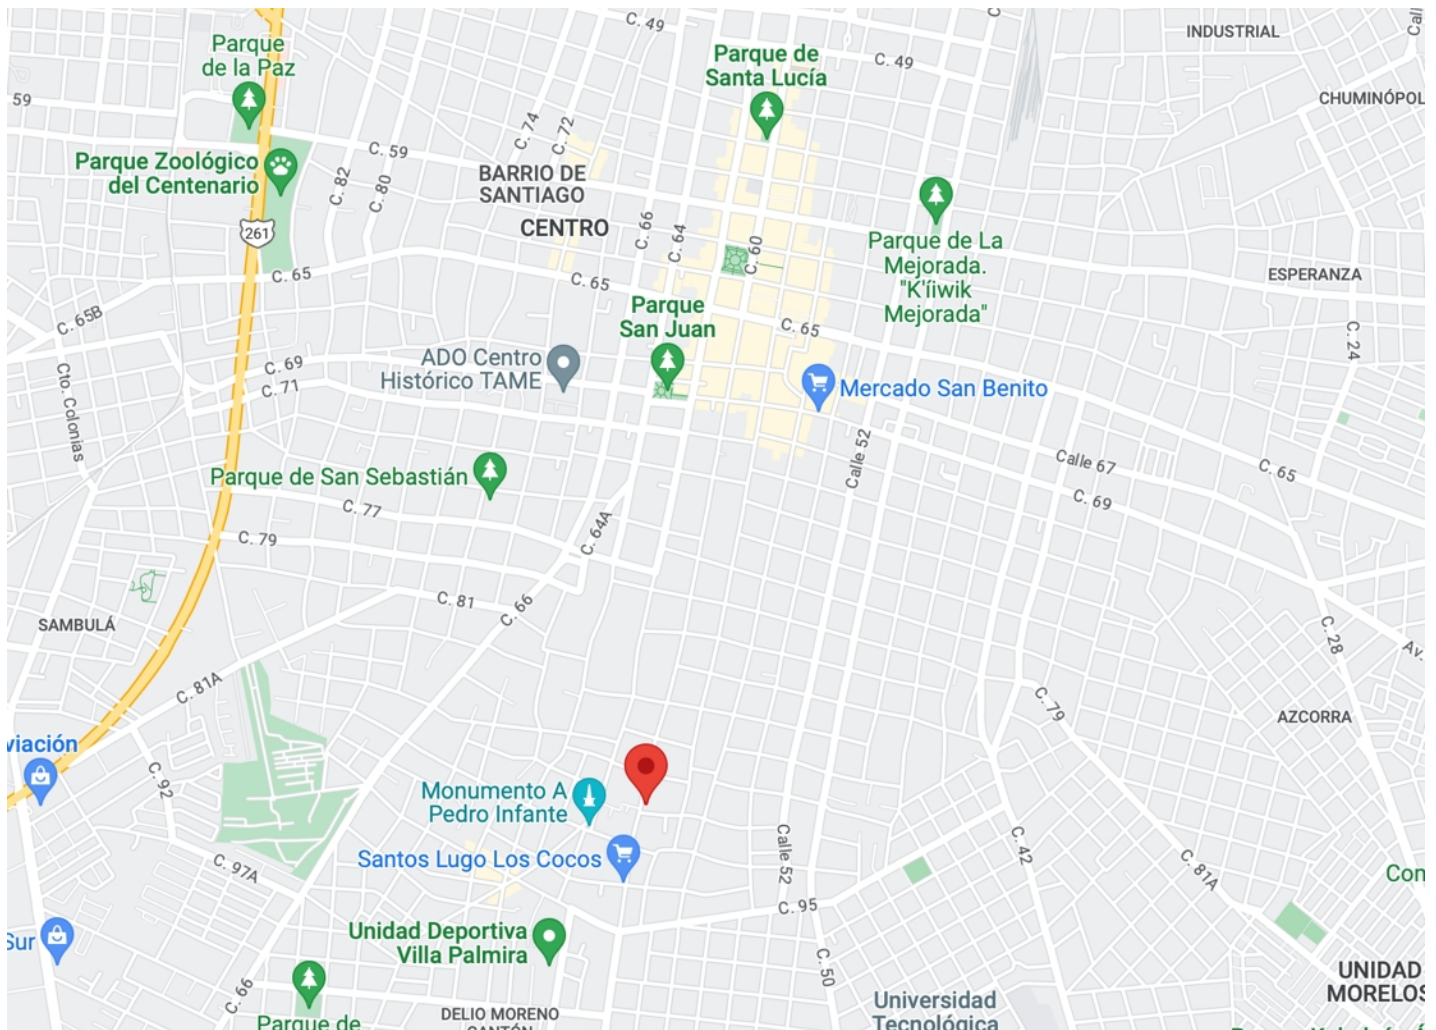 C. 49
INDUSTRIAL
Parque
de la Paz
Parque de
Santa Lucía
C. 49
59
CHUMINÓPOL
C. 74
C. 72
C. 59
Parque Zoológico
del Centenario
C. 82
C. 80
BARRIO DE
SANTIAGO
CENTRO
261
C. 66
C. 64
C. 60
Parque de La
Mejorada.
"K'íiwik
Mejorada"
ESPERANZA
C. 65
C. 65
C. 65B
Parque
San Juan
C. 65
C. 24
C. 69
C. 71
ADO Centro
Histórico TAME
Mercado San Benito
Cto. Colonias
Calle 52
Calle 67
C. 65
Parque de San Sebastián
C. 69
C. 77
C. 64A
C. 79
C. 81
C. 66
SAMBULÁ
C. 28
Av.
C. 81A
C. 79
AZCORRA
viación
C. 92
Monumento A
Pedro Infante
Calle 52
C. 42
Santos Lugo Los Cocos
C. 97A
C. 81A
Con
C. 95
Unidad Deportiva
Villa Palmira
Sur
C. 50
UNIDAD
MORELOS
C. 66
Universidad
Tecnológica
DELIO MORENO
CANTÓN
Parque de